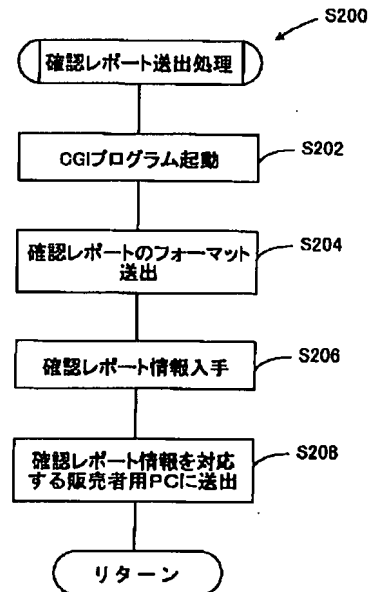 S200
確認レポート送出処理
CGIプログラム起動
S202
確認レポートのフォーマット
送出
S204
確認レポート情報入手
S206
確認レポート情報を対応
する販売者用PCに送出
S208
リターン